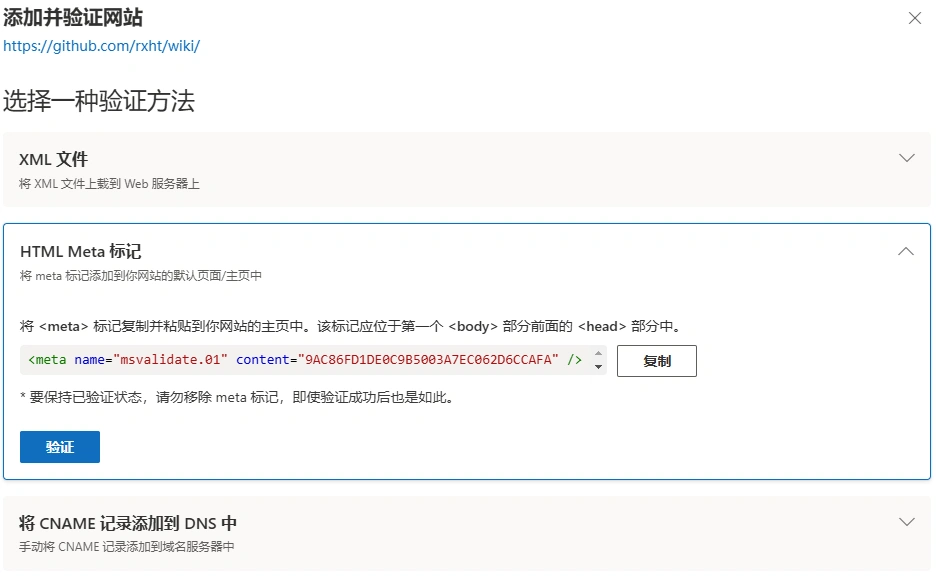 添加并验证网站
https://github.com/rxht/wiki/
选择一种验证方法
XML 文件
将 XML 文件上载到 Web 服务器上
HTML Meta 标记
将 meta 标记添加到你网站的默认页面/主页中
将 <meta> 标记复制并粘贴到你网站的主页中。该标记应位于第一个 <body> 部分前面的 <head> 部分中。
<meta name="msvalidate.01" content="9AC86FD1DE0C9B5003A7EC062D6CCAFA" />
复制
* 要保持已验证状态，请勿移除 meta 标记，即使验证成功后也是如此。
验证
将 CNAME 记录添加到 DNS 中
手动将 CNAME 记录添加到域名服务器中